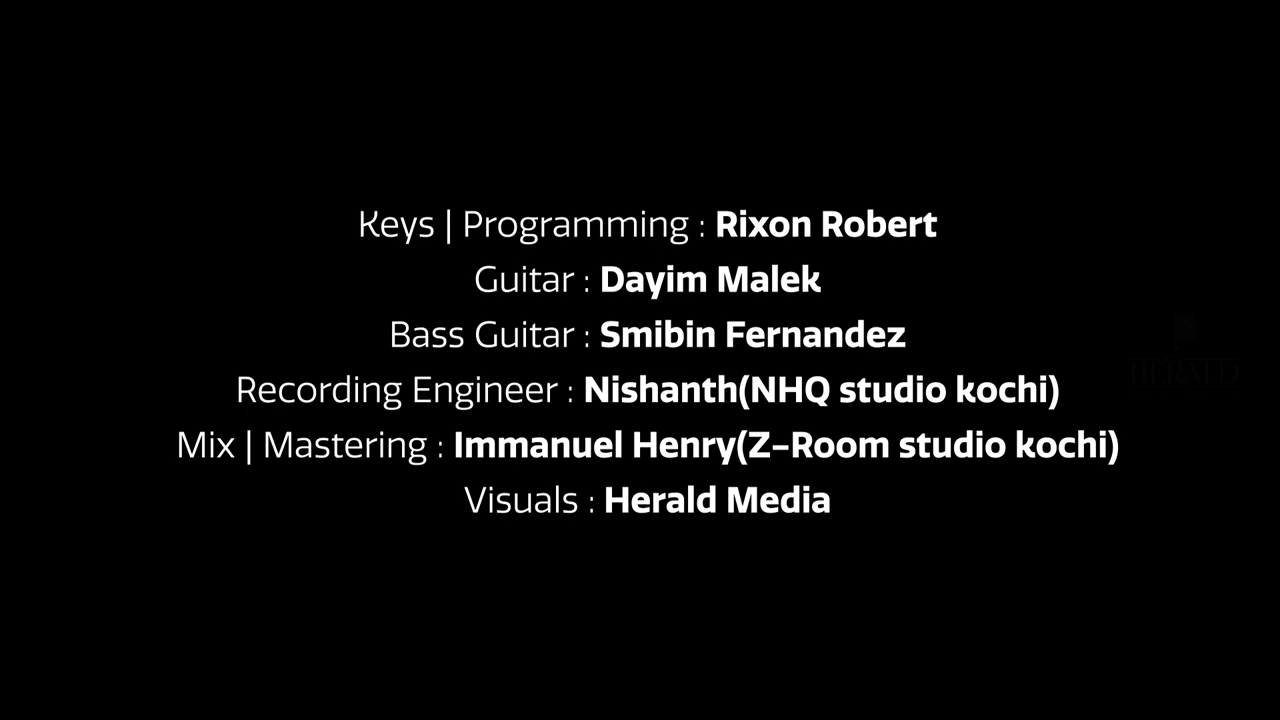 Keys | Programming : Rixon Robert
Guitar : Dayim Malek
Bass Guitar : Smibin Fernandez
Recording Engineer : Nishanth(NHQ studio kochi)
Mix | Mastering : Immanuel Henry(Z-Room studio kochi)
Visuals : Herald Media
HERALD